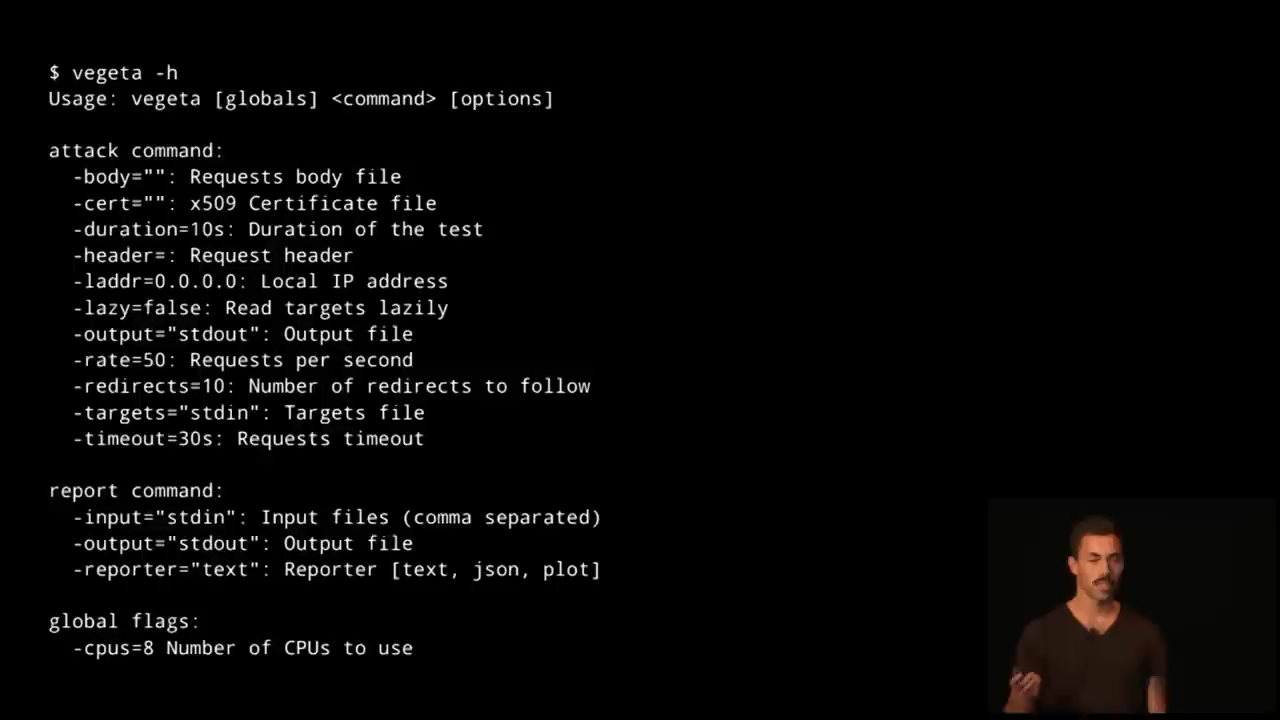 $ vegeta -h
Usage: vegeta [globals] <command> [options]
attack command:
-body="": Requests body file
-cert="": x509 Certificate file
-duration=10s: Duration of the test
-header=: Request header
-laddr=0.0.0.0: Local IP address
-lazy=false: Read targets lazily
-output="stdout": Output file
-rate=50: Requests per second
-redirects=10: Number of redirects to follow
-targets="stdin": Targets file
-timeout=30s: Requests timeout
report command:
-input="stdin": Input files (comma separated)
-output="stdout": Output file
-reporter="text": Reporter [text, json, plot]
global flags:
-cpus=8 Number of CPUs to use